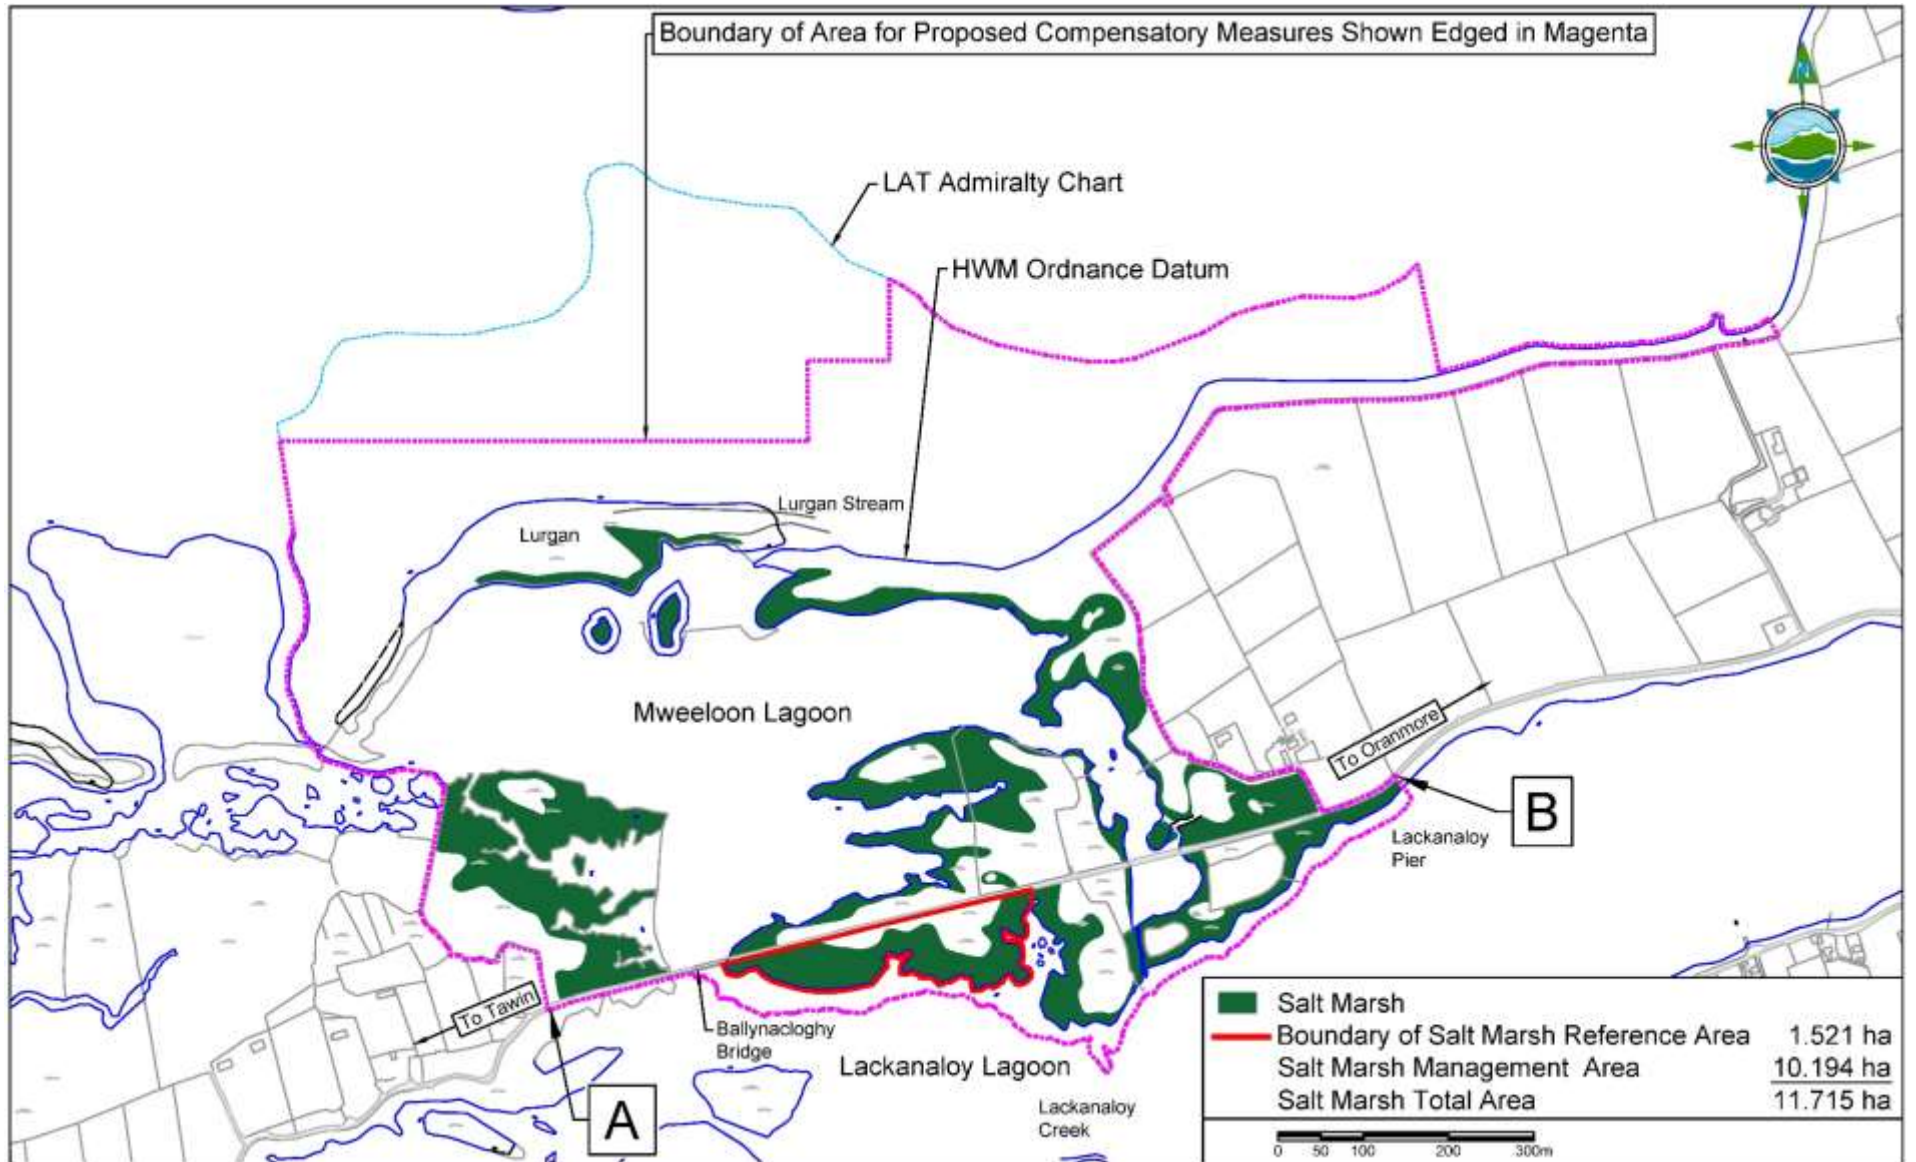 Boundary of Area for Proposed Compensatory Measures Shown Edged in Magenta
N
LAT Admiralty Chart
HWM Ordnance Datum
Lurgan Stream
Lurgan
Mweeloon Lagoon
To Oranmore
B
Lackanaloy
Pier
To Tawin
Ballynacloghy
Bridge
Lackanaloy Lagoon
A
Lackanaloy
Creek
Salt Marsh
Boundary of Salt Marsh Reference Area 1.521 ha
Salt Marsh Management Area 10.194 ha
Salt Marsh Total Area 11.715 ha
0 50 100 200 300m